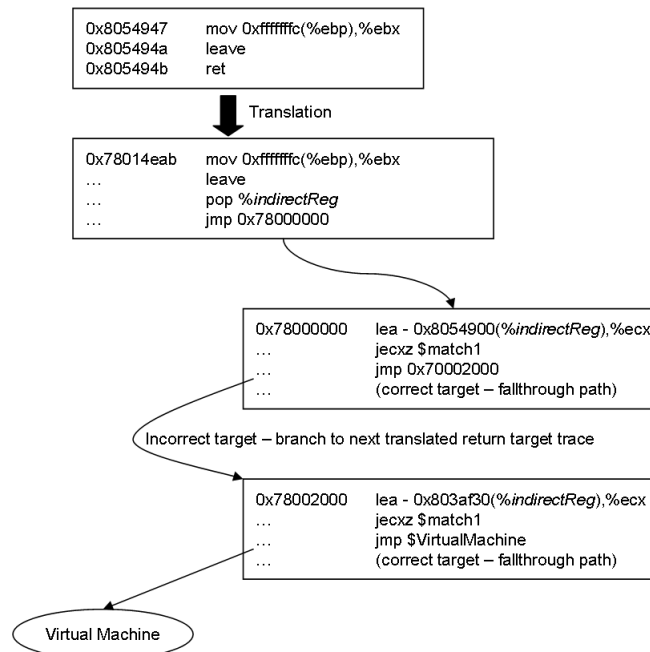 0x8054947 mov 0xfffffffc(%ebp),%ebx
0x805494a leave
0x805494b ret
Translation
0x78014eab mov 0xfffffffc(%ebp),%ebx
… leave
… pop %indirectReg
… jmp 0x78000000
0x78000000 lea - 0x8054900(%indirectReg),%ecx
… jecxz $match1
… jmp 0x70002000
… (correct target – fallthrough path)
Incorrect target – branch to next translated return target trace
0x78002000 lea - 0x803af30(%indirectReg),%ecx
… jecxz $match1
… jmp $VirtualMachine
… (correct target – fallthrough path)
Virtual Machine